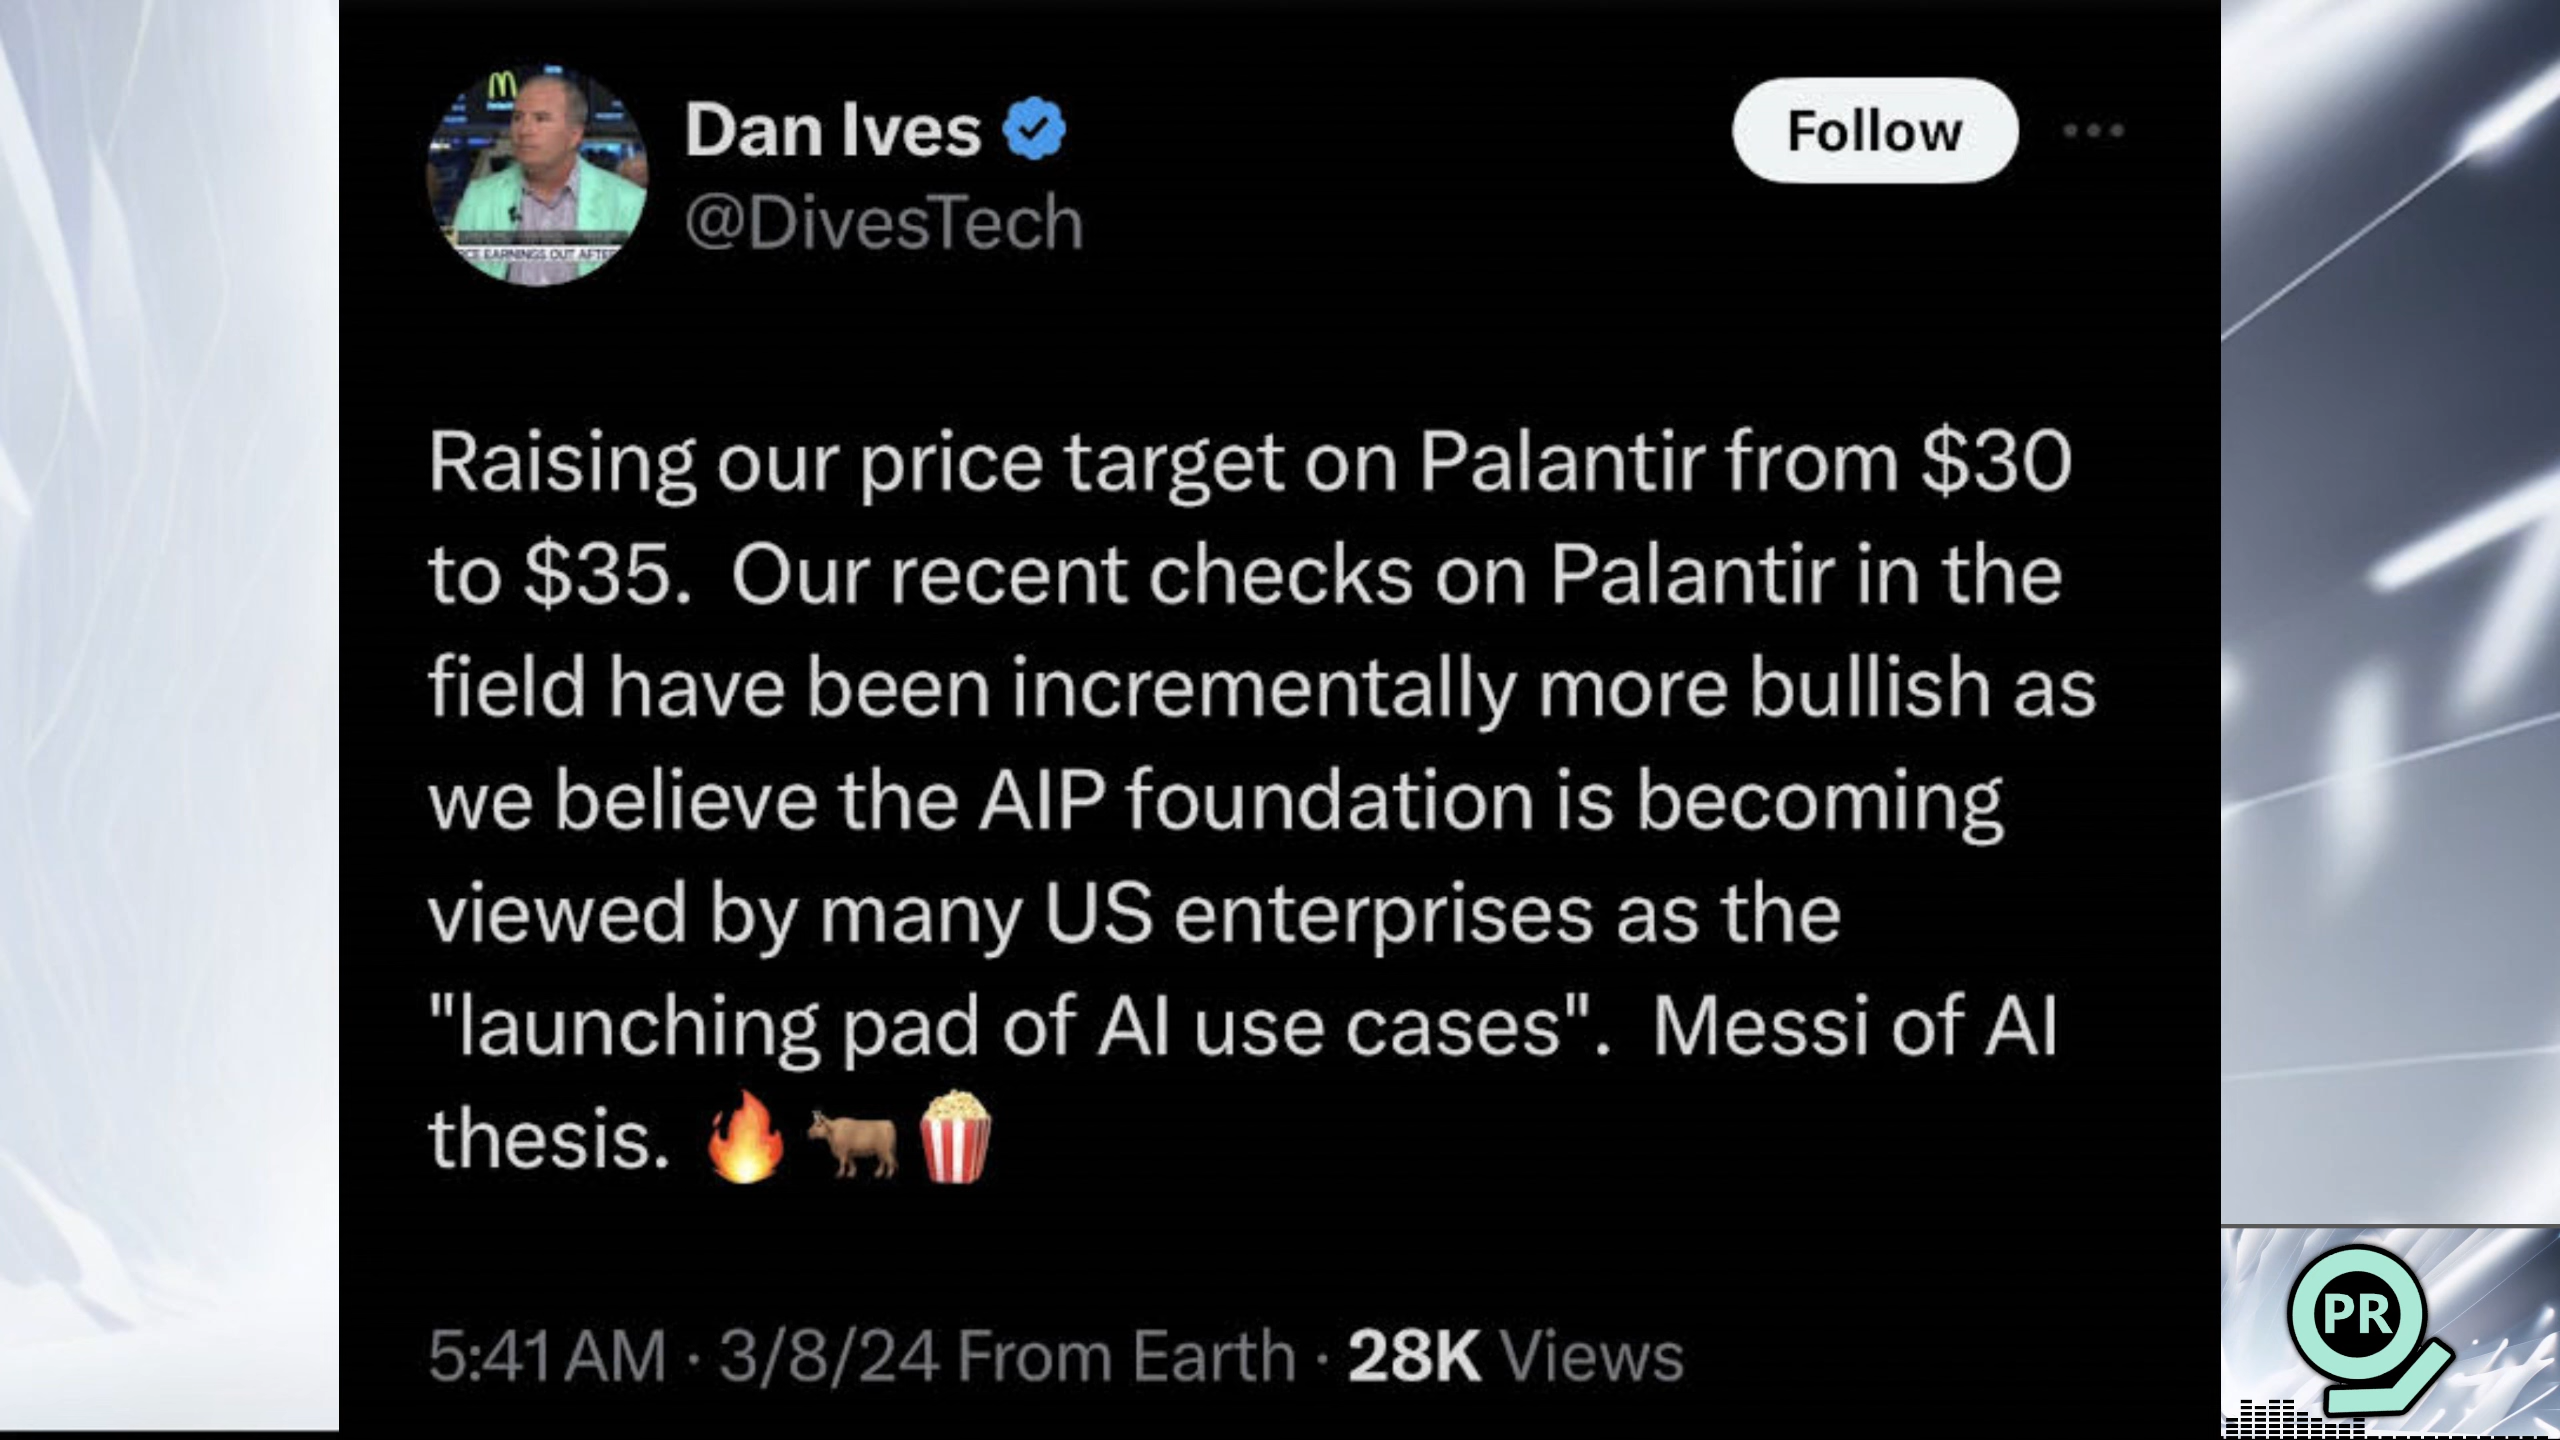 Dan Ives
Follow
@DivesTech
Raising our price target on Palantir from $30
to $35.  Our recent checks on Palantir in the
field have been incrementally more bullish as
we believe the AIP foundation is becoming
viewed by many US enterprises as the
"launching pad of AI use cases".  Messi of AI
thesis. 🔥🐂🍿
5:41 AM · 3/8/24 From Earth · 28K Views
PR